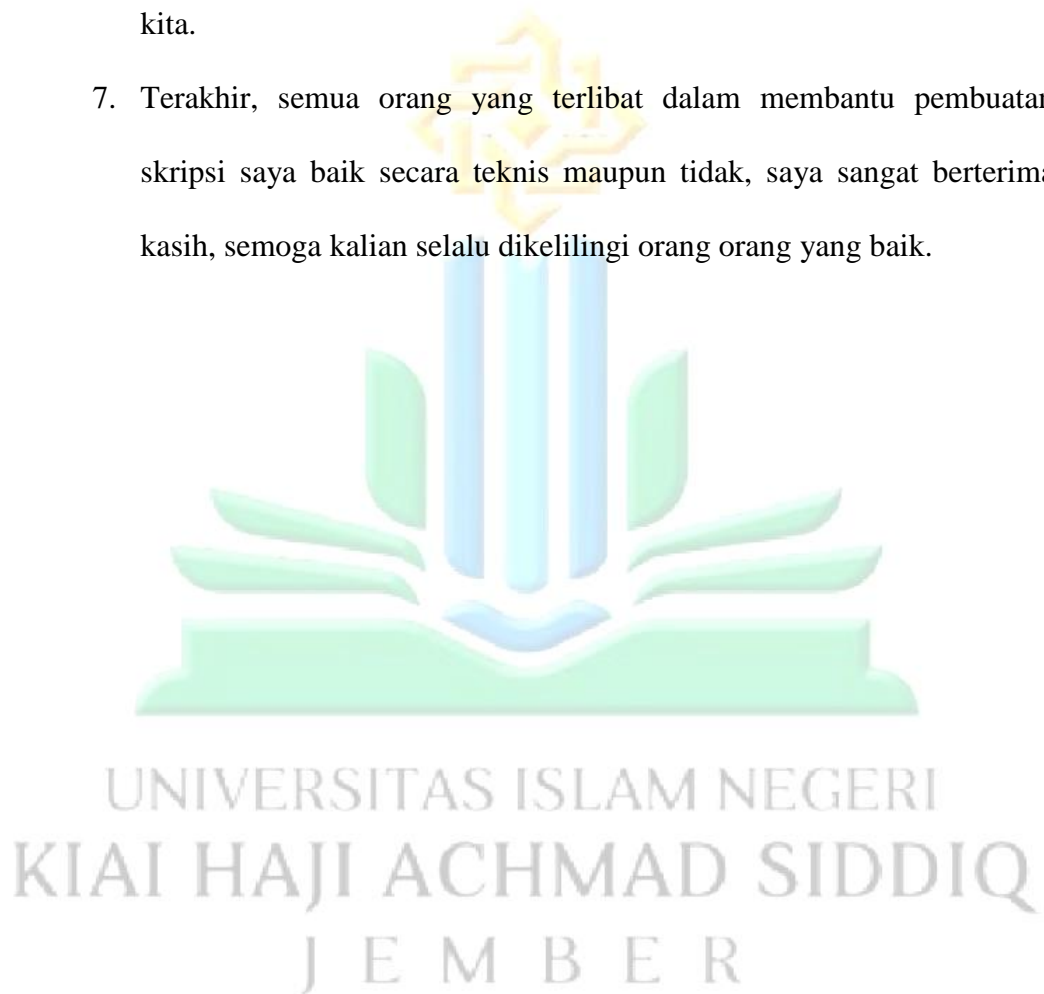 kita.
7. Terakhir, semua orang yang terlibat dalam membantu pembuatan
skripsi saya baik secara teknis maupun tidak, saya sangat berterima
kasih, semoga kalian selalu dikelilingi orang orang yang baik.
UNIVERSITAS ISLAM NEGERI
KIAI HAJI ACHMAD SIDDIQ
JEMBER